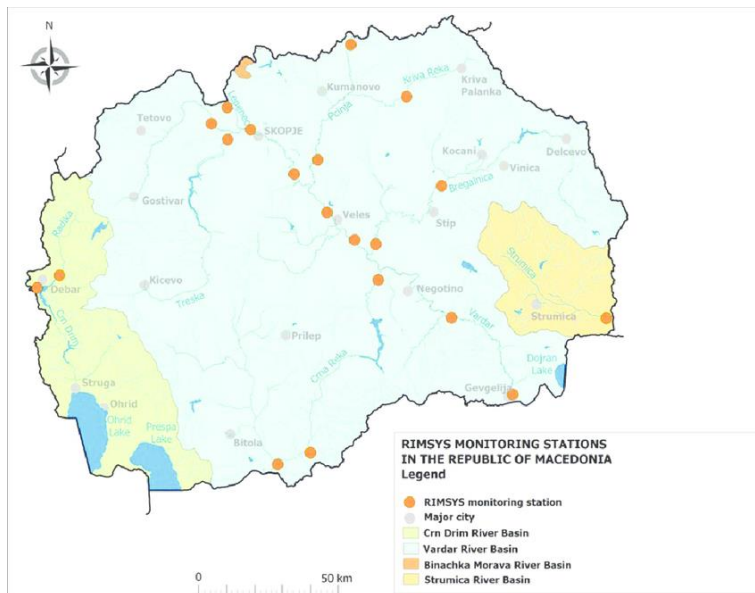 N
Kumanovo
Kriva Reka
Kriva
Palanka
Pcinja
Lepenec
Tetovo
SKOPJE
Kocani
Delcevo
Vinica
Bregalnica
Gostivar
Radika
Veles
Stip
Strumica
Debar
Kicevo
Treska
Negotino
Crn Drim
Vardar
Strumica
Prilep
Crna Reka
Dojran
Lake
Struga
Gevgelija
Ohrid
Ohrid
Lake
Prespa
Lake
Bitola
RIMSYS MONITORING STATIONS
IN THE REPUBLIC OF MACEDONIA
Legend
RIMSYS monitoring station
Major city
Crn Drim River Basin
Vardar River Basin
Binachka Morava River Basin
Strumica River Basin
0 50 km